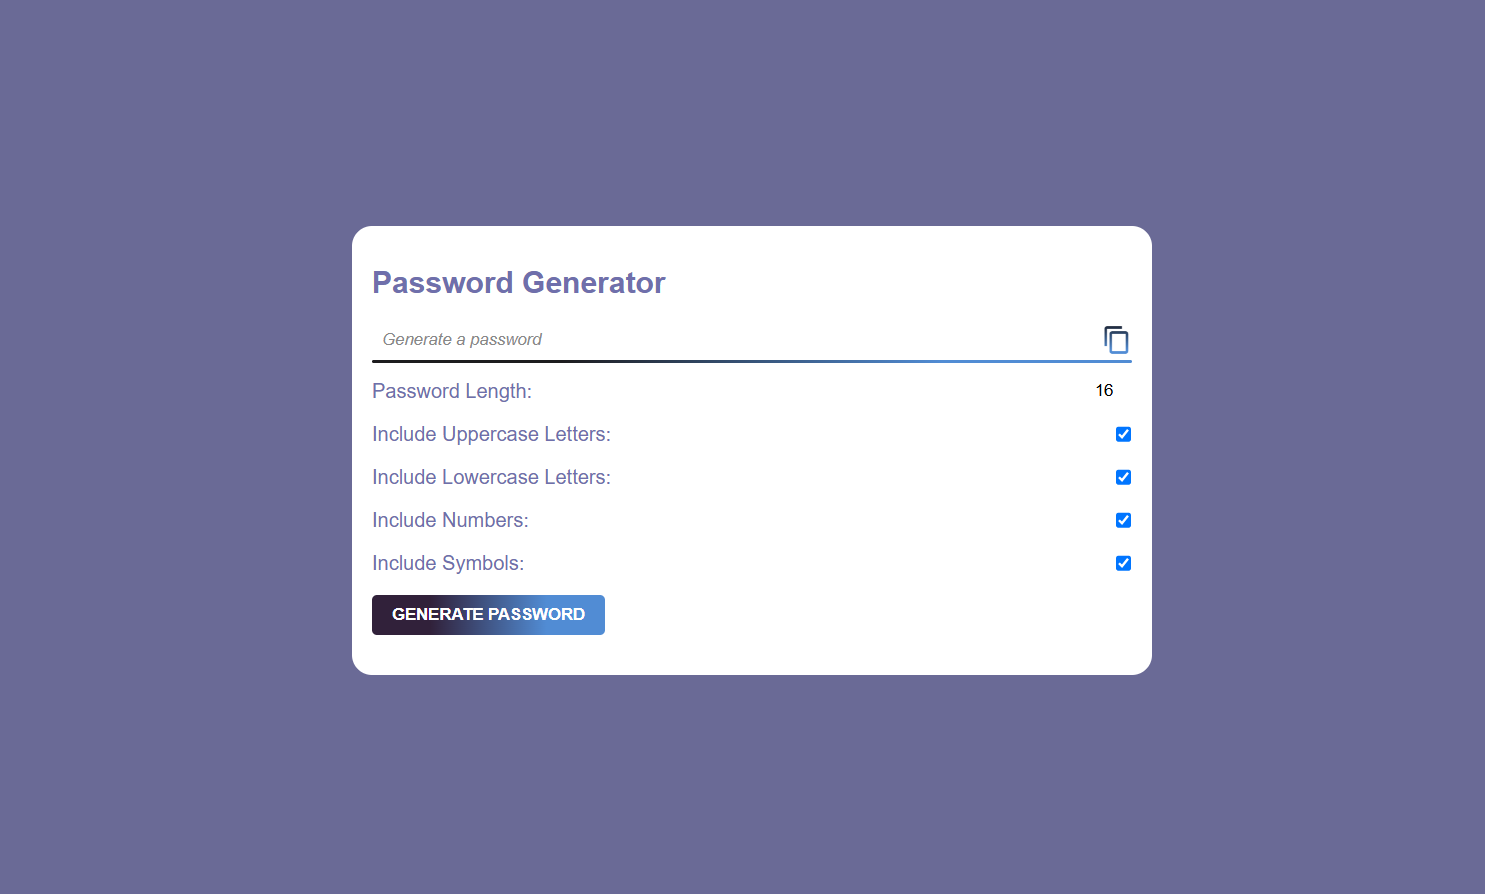 Password Generator
Generate a password
Password Length: 16
Include Uppercase Letters:
Include Lowercase Letters:
Include Numbers:
Include Symbols:
GENERATE PASSWORD